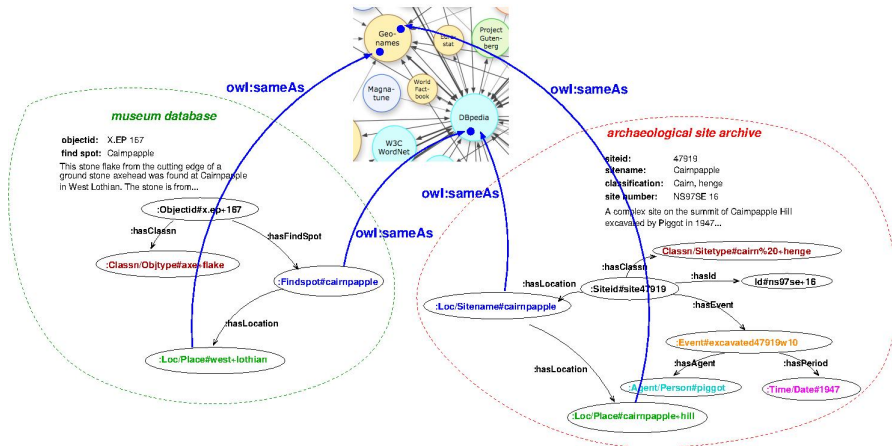 Geo-
names
Euro-
stat
Project
Guten-
berg
Magna-
tune
World
Fact-
book
DBpedia
W3C
WordNet
owl:sameAs
owl:sameAs
owl:sameAs
owl:sameAs
museum database
objectid: X.EP 167
find spot: Cairnpapple
This stone flake from the cutting edge of a
ground stone axehead was found at Cairnpapple
in West Lothian. The stone is from...
:Objectid#x.ep+167
:hasClassn
:hasFindSpot
:Classn/Objtype#axe+flake
:Findspot#cairnpapple
:hasLocation
:Loc/Place#west+lothian
archaeological site archive
siteid: 47919
sitename: Cairnpapple
classification: Cairn, henge
site number: NS97SE 16
A complex site on the summit of Cairnpapple Hill
excavated by Piggot in 1947...
Classn/Sitetype#cairn%20+henge
:hasClassn
:hasLocation
:hasId
:Siteid#site47919
Id#ns97se+16
:Loc/Sitename#cairnpapple
:hasEvent
:Event#excavated47919w10
:hasLocation
:hasAgent
:hasPeriod
:Agent/Person#piggot
:Time/Date#1947
:Loc/Place#cairnpapple+hill